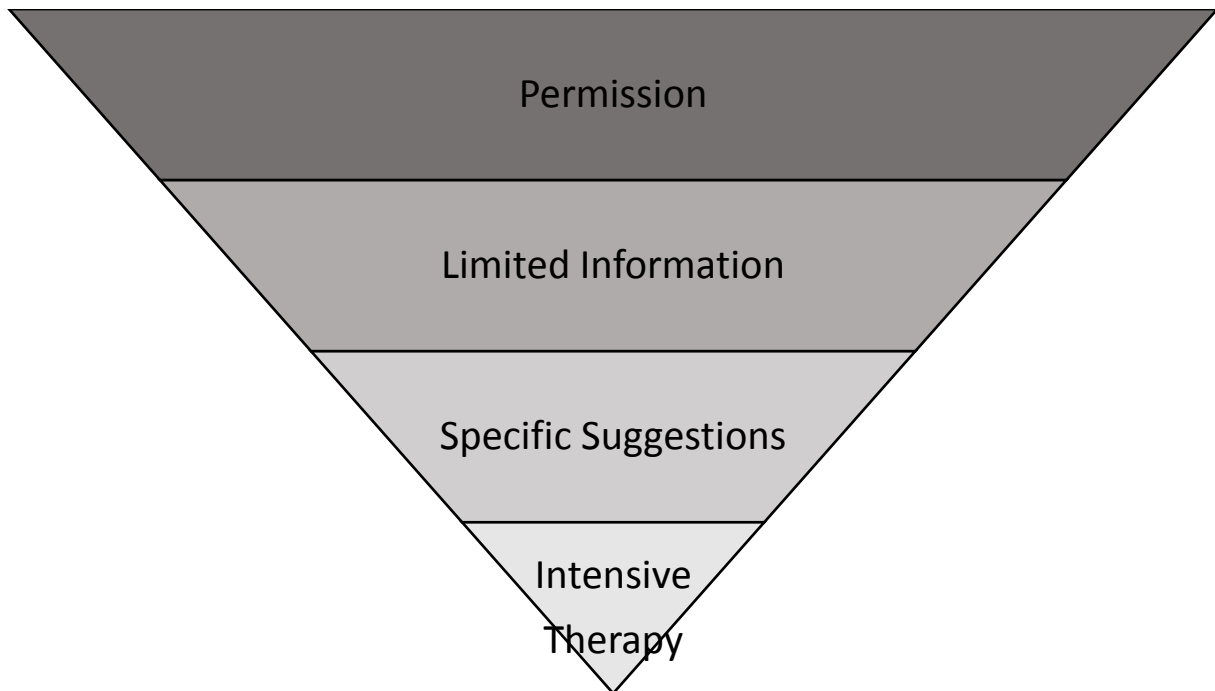 Permission
Limited Information
Specific Suggestions
Intensive
Therapy